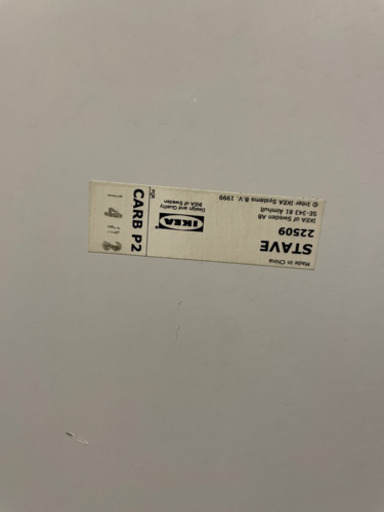 Made in China
STAVE
22509
IKEA of Sweden AB
SE-343 81 Älmhult
© Inter IKEA Systems B.V. 1999
IKEA
Design and Quality
IKEA of Sweden
CARB P2